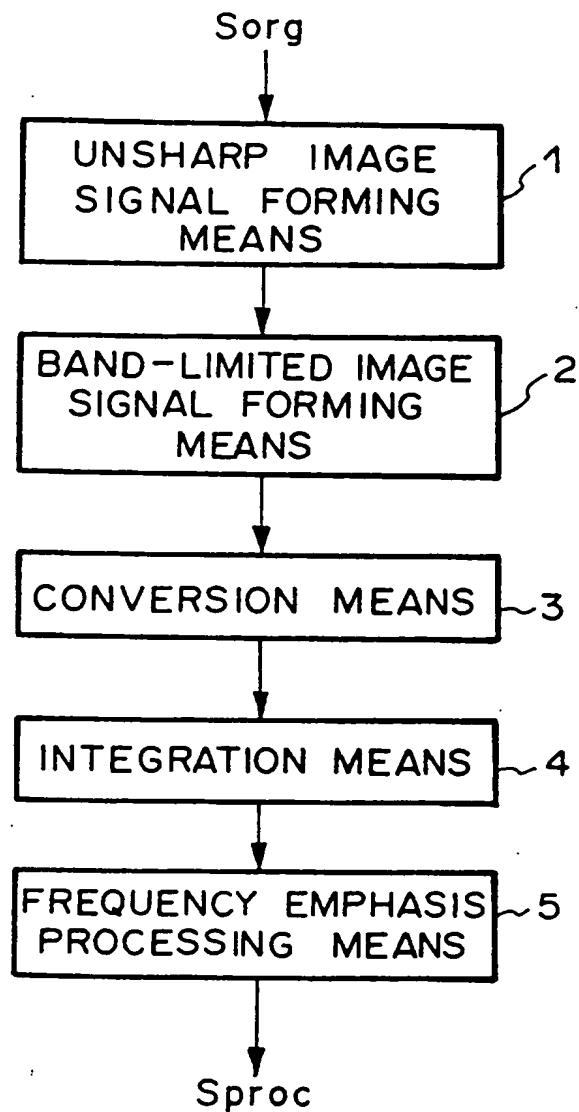 Sorg
UNSHARP IMAGE
SIGNAL FORMING
MEANS
1
BAND-LIMITED IMAGE
SIGNAL FORMING
MEANS
2
CONVERSION MEANS
3
INTEGRATION MEANS
4
FREQUENCY EMPHASIS
PROCESSING MEANS
5
Sproc